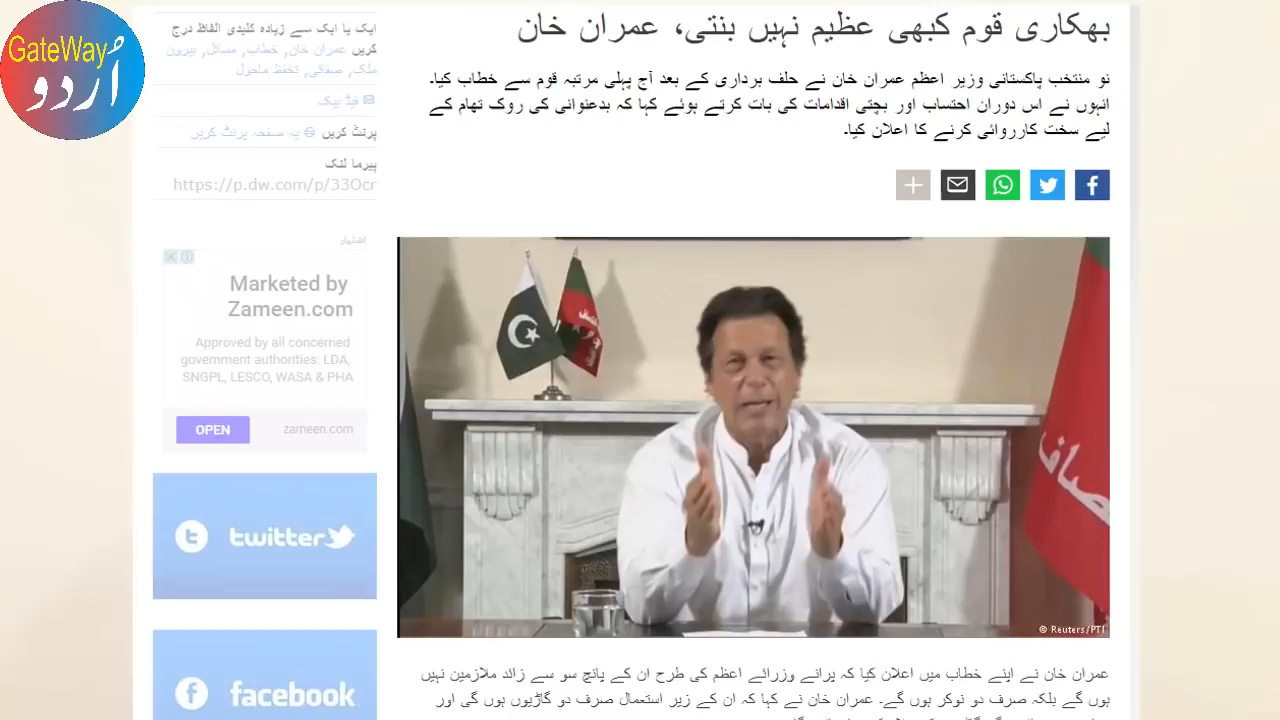 GateWay
اُردُو
بھکاری قوم کبھی عظیم نہیں بنتی، عمران خان
نو منتخب پاکستانی وزیر اعظم عمران خان نے حلف برداری کے بعد آج پہلی مرتبہ قوم سے خطاب کیا۔
انہوں نے اس دوران احتساب اور بچتی اقدامات کی بات کرتے ہوئے کہا کہ بدعنوانی کی روک تھام کے
لیے سخت کارروائی کرنے کا اعلان کیا۔
ایک یا ایک سے زیادہ کلیدی الفاظ درج
کریں عمران خان, خطاب, مسائل, بیرون
ملک, صفائی, تحفظ ماحول
فیڈ بیک
پرنٹ کریں یہ صفحہ پرنٹ کریں
پیرما لنک
https://p.dw.com/p/33Ocr
اشتہار
Marketed by
Zameen.com
Approved by all concerned
government authorities: LDA,
SNGPL, LESCO, WASA & PHA
OPEN
zameen.com
twitter
facebook
صاف
© Reuters/PTI
عمران خان نے اپنے خطاب میں اعلان کیا کہ پرانے وزرائے اعظم کی طرح ان کے پانچ سو سے زائد ملازمین نہیں
ہوں گے بلکہ صرف دو نوکر ہوں گے۔ عمران خان نے کہا کہ ان کے زیر استعمال صرف دو گاڑیوں ہوں گی اور